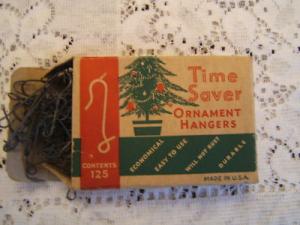 Time
Saver
ORNAMENT
HANGERS
CONTENTS
125
ECONOMICAL
EASY TO USE
WILL NOT RUST
DURABLE
MADE IN U.S.A.